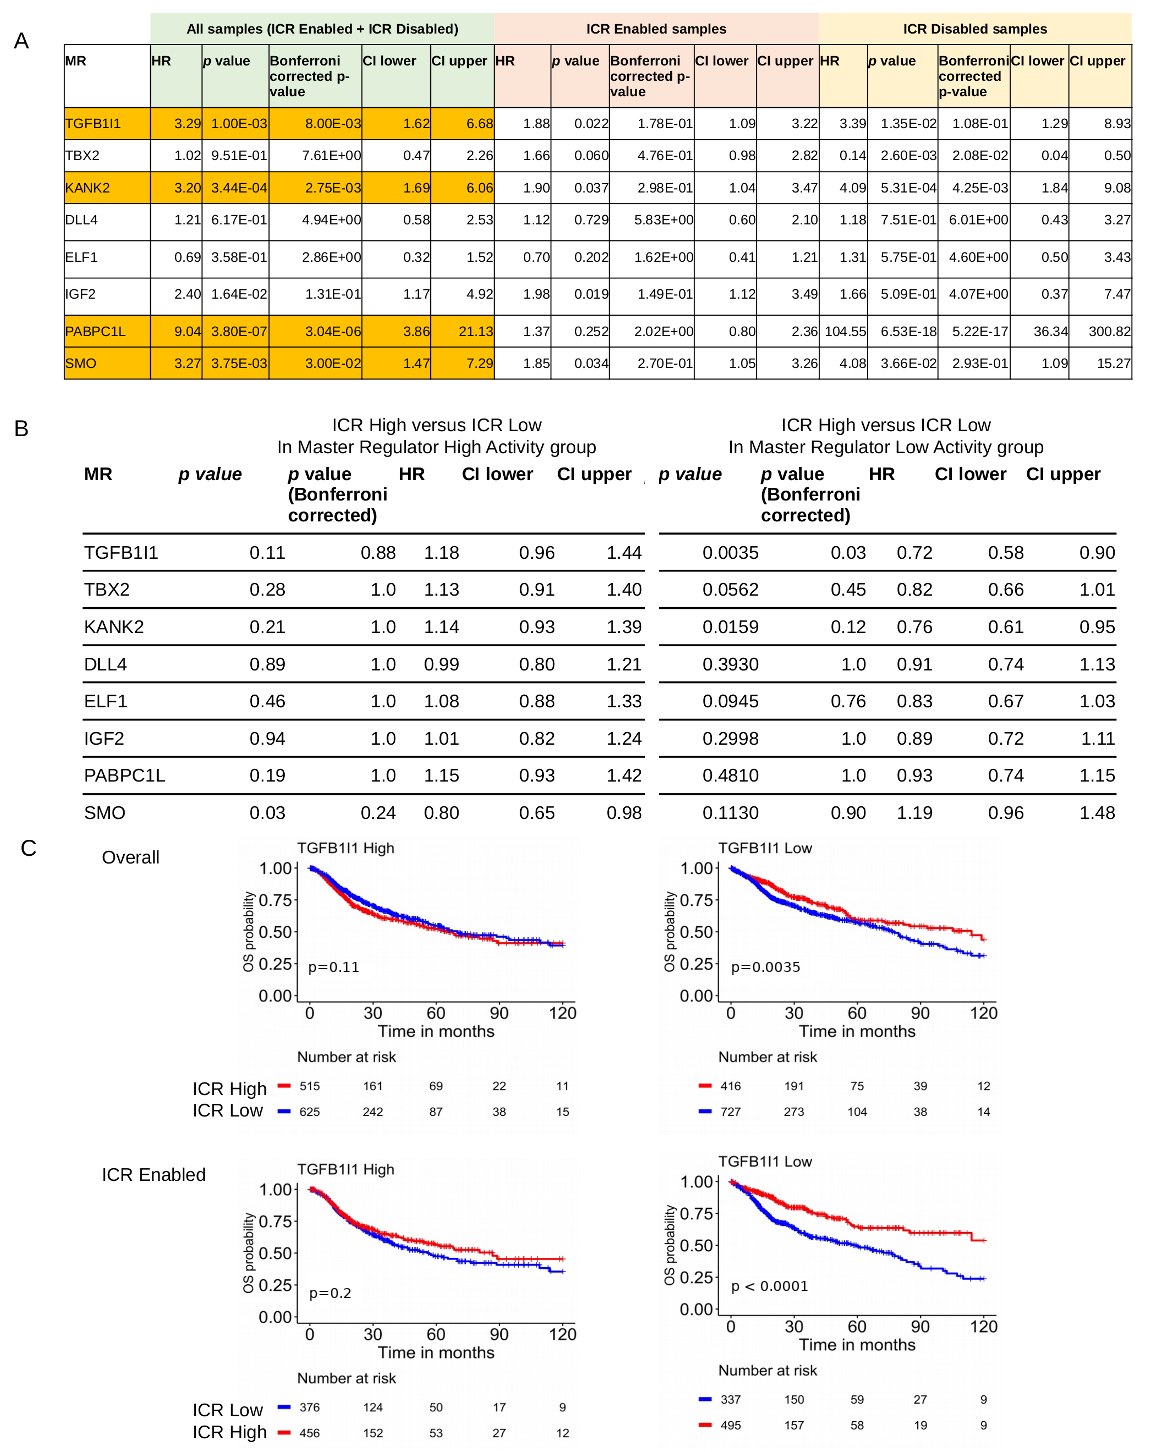 A
All samples (ICR Enabled + ICR Disabled) ICR Enabled samples ICR Disabled samples
MR HR p value Bonferroni corrected p-value CI lower CI upper HR p value Bonferroni corrected p-value CI lower CI upper HR p value Bonferroni corrected p-value CI lower CI upper
TGFB1I1 3.29 1.00E-03 8.00E-03 1.62 6.68 1.88 0.022 1.78E-01 1.09 3.22 3.39 1.35E-02 1.08E-01 1.29 8.93
TBX2 1.02 9.51E-01 7.61E+00 0.47 2.26 1.66 0.060 4.76E-01 0.98 2.82 0.14 2.60E-03 2.08E-02 0.04 0.50
KANK2 3.20 3.44E-04 2.75E-03 1.69 6.06 1.90 0.037 2.98E-01 1.04 3.47 4.09 5.31E-04 4.25E-03 1.84 9.08
DLL4 1.21 6.17E-01 4.94E+00 0.58 2.53 1.12 0.729 5.83E+00 0.60 2.10 1.18 7.51E-01 6.01E+00 0.43 3.27
ELF1 0.69 3.58E-01 2.86E+00 0.32 1.52 0.70 0.202 1.62E+00 0.41 1.21 1.31 5.75E-01 4.60E+00 0.50 3.43
IGF2 2.40 1.64E-02 1.31E-01 1.17 4.92 1.98 0.019 1.49E-01 1.12 3.49 1.66 5.09E-01 4.07E+00 0.37 7.47
PABPC1L 9.04 3.80E-07 3.04E-06 3.86 21.13 1.37 0.252 2.02E+00 0.80 2.36 104.55 6.53E-18 5.22E-17 36.34 300.82
SMO 3.27 3.75E-03 3.00E-02 1.47 7.29 1.85 0.034 2.70E-01 1.05 3.26 4.08 3.66E-02 2.93E-01 1.09 15.27
B
ICR High versus ICR Low ICR High versus ICR Low
In Master Regulator High Activity group In Master Regulator Low Activity group
MR p value p value (Bonferroni corrected) HR CI lower CI upper p value p value (Bonferroni corrected) HR CI lower CI upper
TGFB1I1 0.11 0.88 1.18 0.96 1.44 0.0035 0.03 0.72 0.58 0.90
TBX2 0.28 1.0 1.13 0.91 1.40 0.0562 0.45 0.82 0.66 1.01
KANK2 0.21 1.0 1.14 0.93 1.39 0.0159 0.12 0.76 0.61 0.95
DLL4 0.89 1.0 0.99 0.80 1.21 0.3930 1.0 0.91 0.74 1.13
ELF1 0.46 1.0 1.08 0.88 1.33 0.0945 0.76 0.83 0.67 1.03
IGF2 0.94 1.0 1.01 0.82 1.24 0.2998 1.0 0.89 0.72 1.11
PABPC1L 0.19 1.0 1.15 0.93 1.42 0.4810 1.0 0.93 0.74 1.15
SMO 0.03 0.24 0.80 0.65 0.98 0.1130 0.90 1.19 0.96 1.48
C
Overall
TGFB1I1 High
OS probability
1.00
0.75
0.50
0.25
0.00
p=0.11
0 30 60 90 120
Time in months
Number at risk
ICR High 515 161 69 22 11
ICR Low 625 242 87 38 15
TGFB1I1 Low
OS probability
1.00
0.75
0.50
0.25
0.00
p=0.0035
0 30 60 90 120
Time in months
Number at risk
416 191 75 39 12
727 273 104 38 14
ICR Enabled
TGFB1I1 High
OS probability
1.00
0.75
0.50
0.25
0.00
p=0.2
0 30 60 90 120
Time in months
Number at risk
ICR Low 376 124 50 17 9
ICR High 456 152 53 27 12
TGFB1I1 Low
OS probability
1.00
0.75
0.50
0.25
0.00
p < 0.0001
0 30 60 90 120
Time in months
Number at risk
337 150 59 27 9
495 157 58 19 9